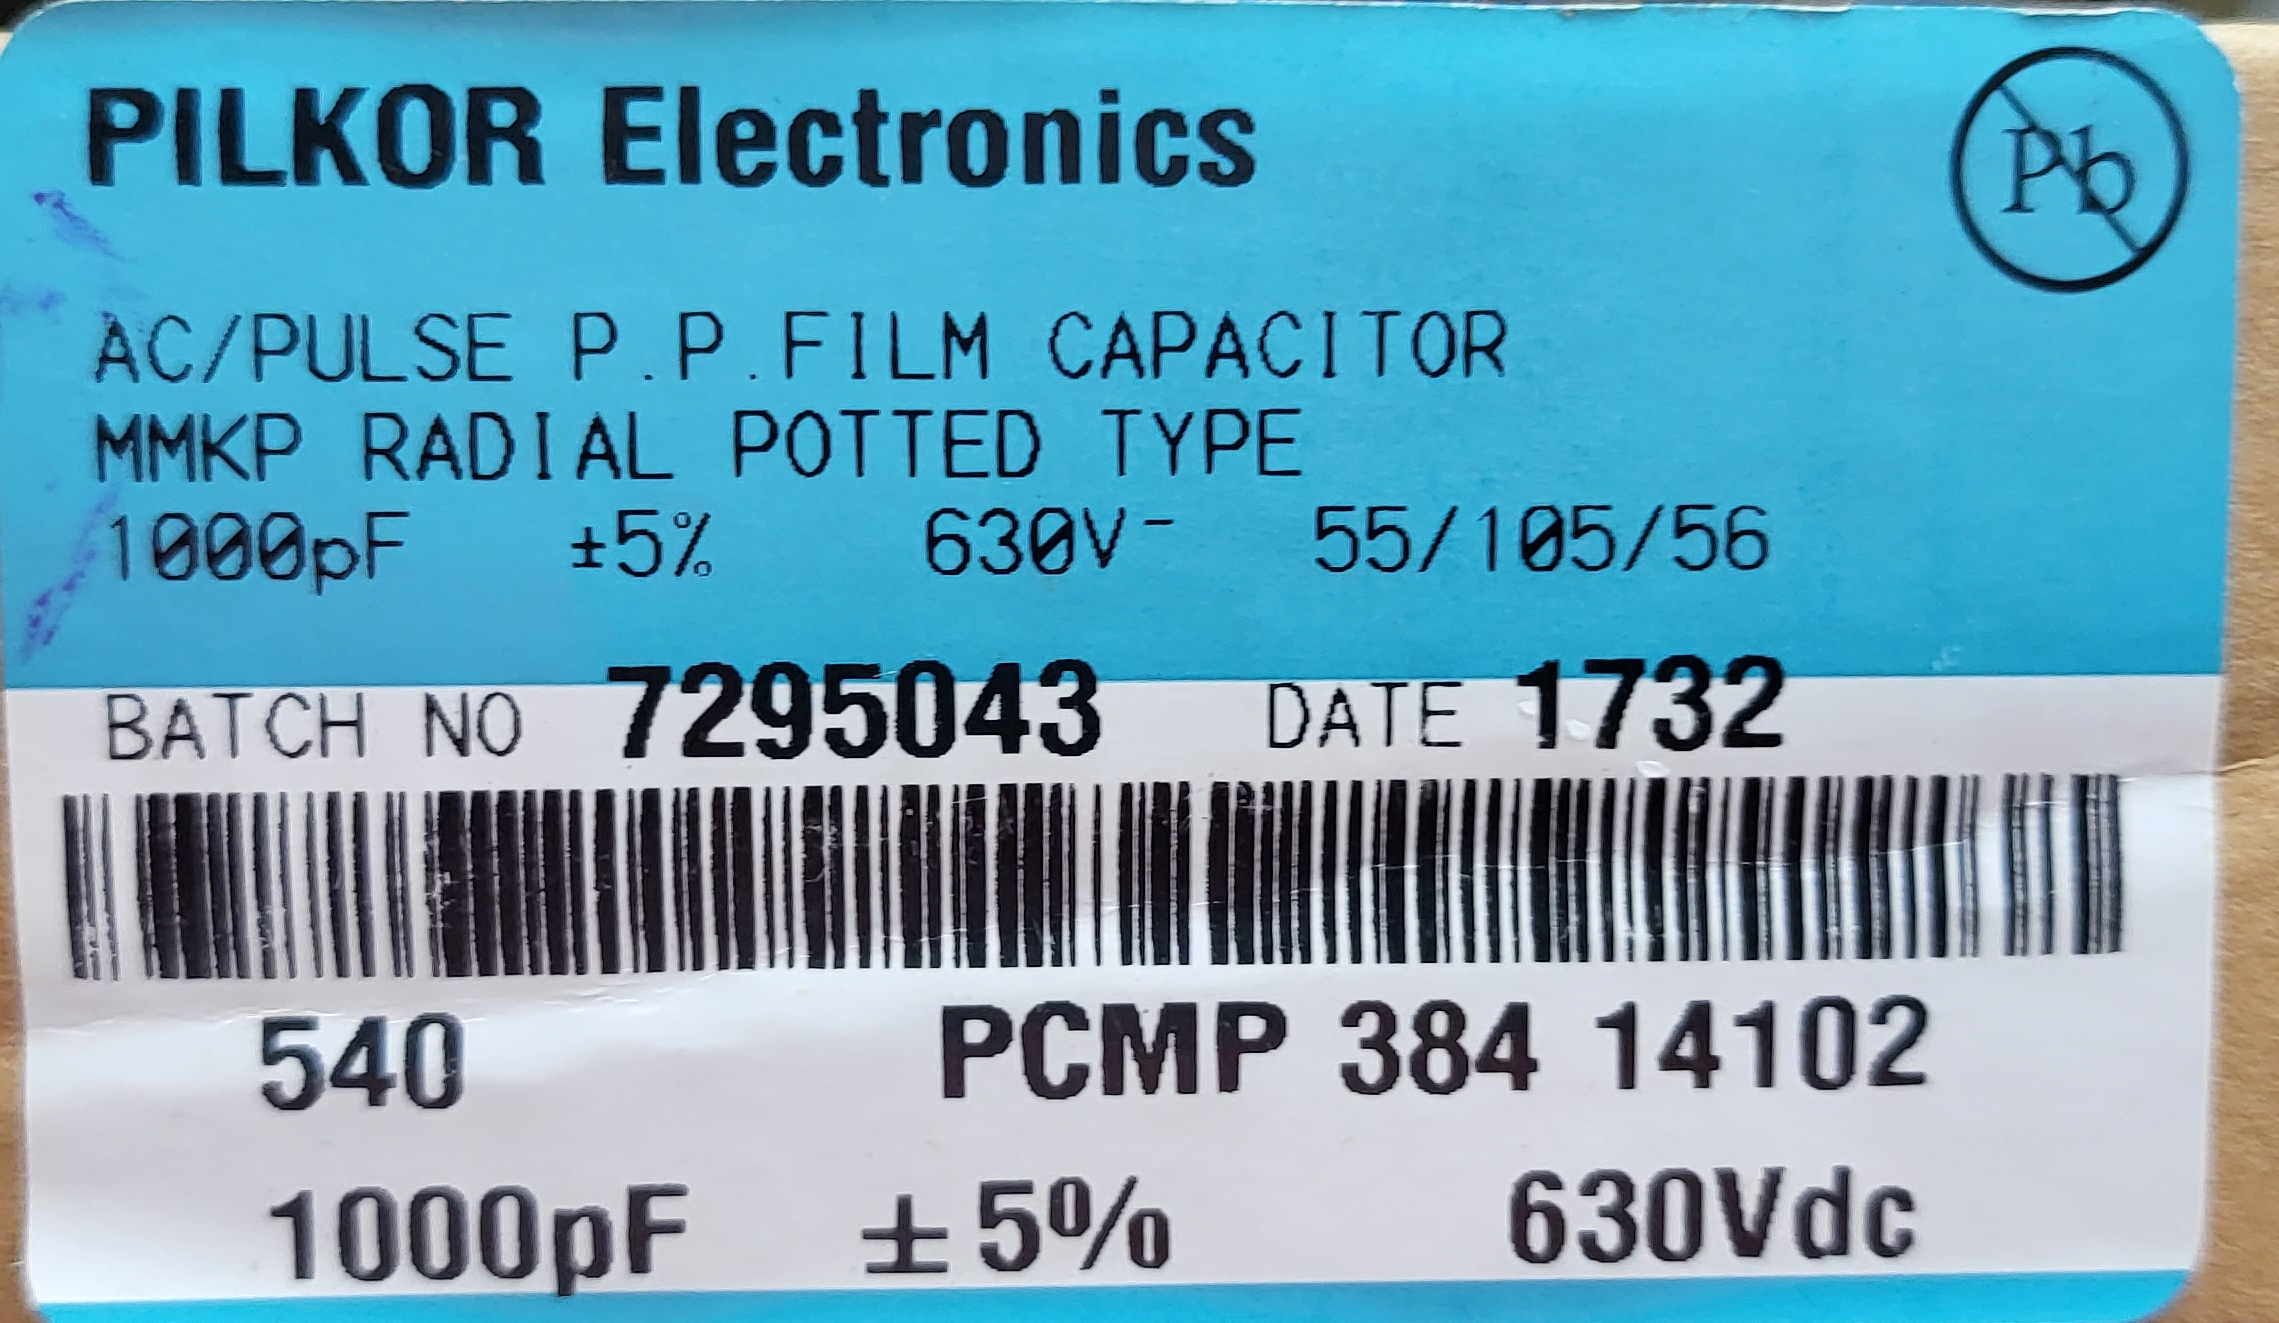 PILKOR Electronics
Pb
AC/PULSE P.P.FILM CAPACITOR
MMKP RADIAL POTTED TYPE
1000pF ±5% 630V- 55/105/56
BATCH NO 7295043 DATE 1732
540 PCMP 384 14102
1000pF ±5% 630Vdc